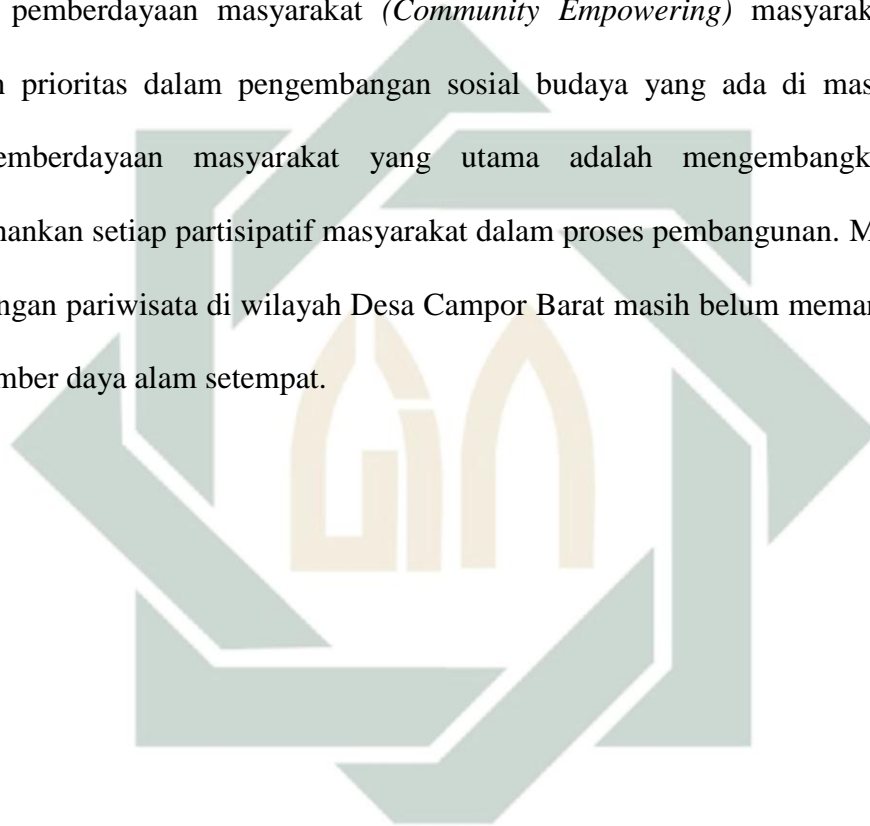 pemberdayaan masyarakat (Community Empowering) masyarak
n prioritas dalam pengembangan sosial budaya yang ada di mas
emberdayaan masyarakat yang utama adalah mengembangk
nankan setiap partisipatif masyarakat dalam proses pembangunan. M
ngan pariwisata di wilayah Desa Campor Barat masih belum meman
mber daya alam setempat.